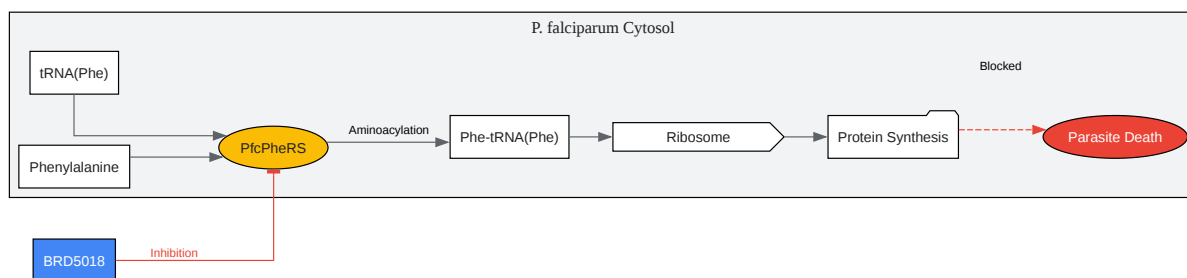 P. falciparum Cytosol
tRNA(Phe)
Blocked
Phenylalanine
PfcPheRS
Aminoacylation
Phe-tRNA(Phe)
Ribosome
Protein Synthesis
Parasite Death
BRD5018
Inhibition